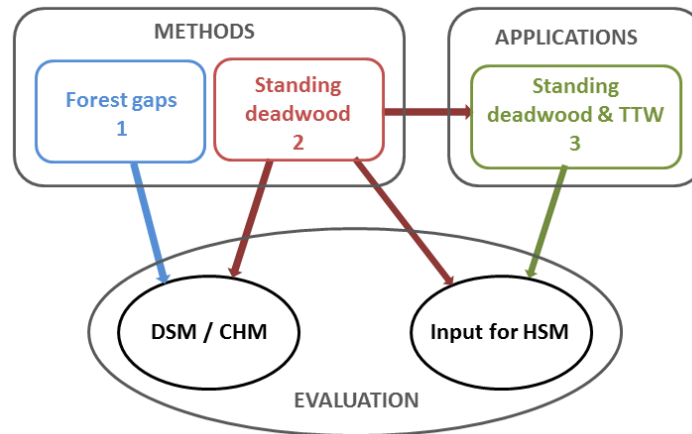 METHODS
APPLICATIONS
Forest gaps
1
Standing
deadwood
2
Standing
deadwood & TTW
3
DSM / CHM
Input for HSM
EVALUATION